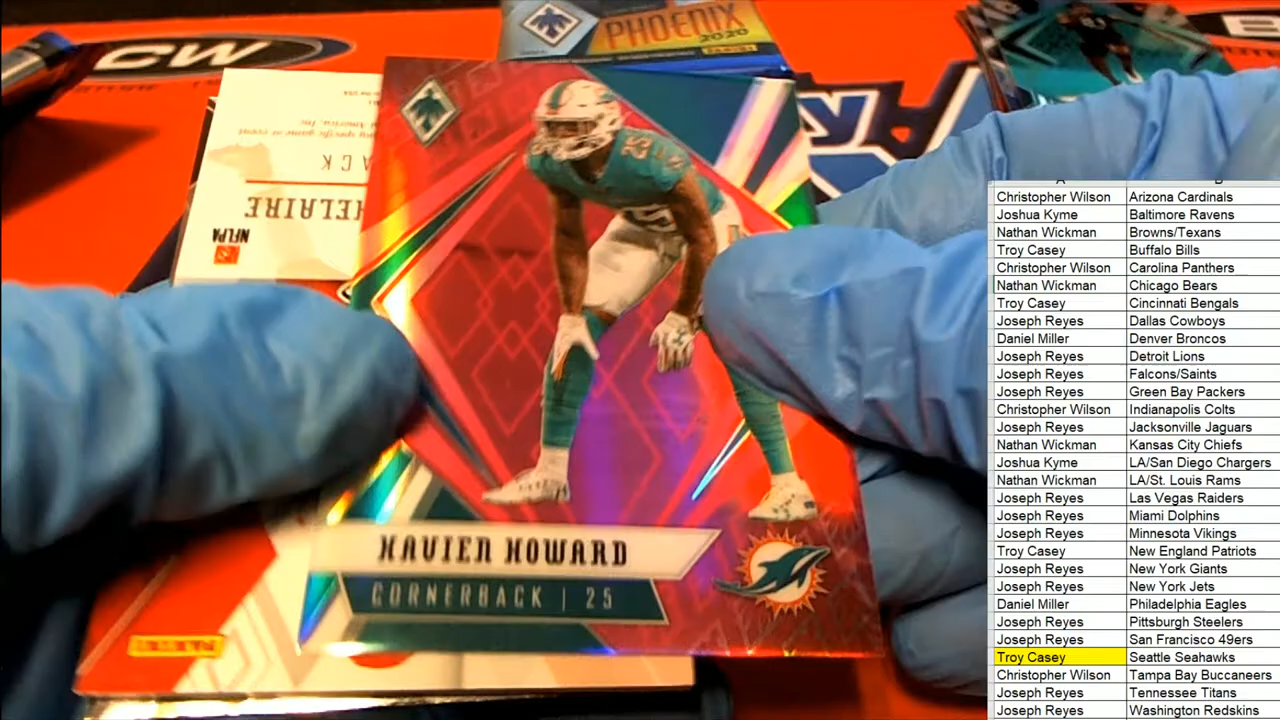 CW
PHOENIX
2020
PANINI
NFLPA
XAVIEN HOWARD
CORNERBACK | 25
PANINI
A B
Christopher Wilson Arizona Cardinals
Joshua Kyme Baltimore Ravens
Nathan Wickman Browns/Texans
Troy Casey Buffalo Bills
Christopher Wilson Carolina Panthers
Nathan Wickman Chicago Bears
Troy Casey Cincinnati Bengals
Joseph Reyes Dallas Cowboys
Daniel Miller Denver Broncos
Joseph Reyes Detroit Lions
Joseph Reyes Falcons/Saints
Joseph Reyes Green Bay Packers
Christopher Wilson Indianapolis Colts
Joseph Reyes Jacksonville Jaguars
Nathan Wickman Kansas City Chiefs
Joshua Kyme LA/San Diego Chargers
Nathan Wickman LA/St. Louis Rams
Joseph Reyes Las Vegas Raiders
Joseph Reyes Miami Dolphins
Joseph Reyes Minnesota Vikings
Troy Casey New England Patriots
Joseph Reyes New York Giants
Joseph Reyes New York Jets
Daniel Miller Philadelphia Eagles
Joseph Reyes Pittsburgh Steelers
Joseph Reyes San Francisco 49ers
Troy Casey Seattle Seahawks
Christopher Wilson Tampa Bay Buccaneers
Joseph Reyes Tennessee Titans
Joseph Reyes Washington Redskins